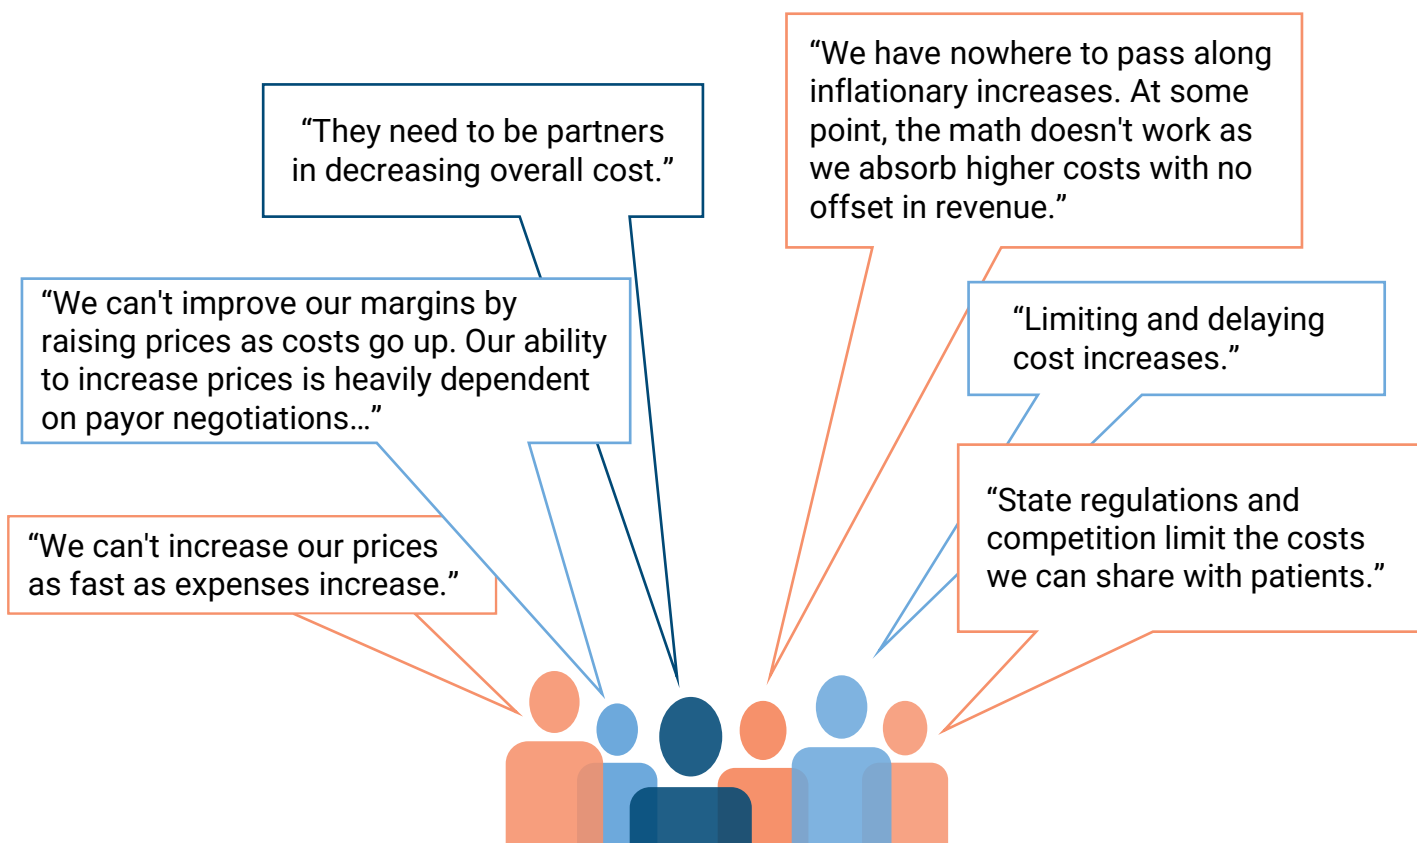 “We have nowhere to pass along
inflationary increases. At some
point, the math doesn't work as
we absorb higher costs with no
offset in revenue.”
“They need to be partners
in decreasing overall cost.”
“We can't improve our margins by
raising prices as costs go up. Our ability
to increase prices is heavily dependent
on payor negotiations…”
“Limiting and delaying
cost increases.”
“We can't increase our prices
as fast as expenses increase.”
“State regulations and
competition limit the costs
we can share with patients.”